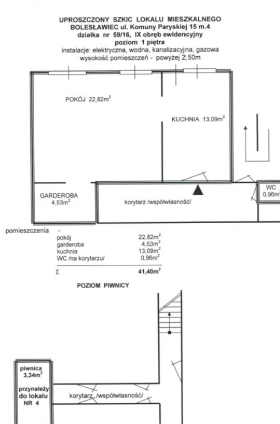 UPROSZCZONY SZKIC LOKALU MIESZKALNEGO
BOLESŁAWIEC ul. Komuny Paryskiej 15 m.4
działka nr 59/16, IX obręb ewidencyjny
poziom 1 piętra
instalacje: elektryczna, wodna, kanalizacyjna, gazowa
wysokość pomieszczeń - powyżej 2,50m
POKÓJ 22,82m²
KUCHNIA 13,09m²
GARDEROBA
4,53m²
korytarz /współwłasność/
WC
0,96m²
pomieszczenia -
pokój 22,82m²
garderoba 4,53m²
kuchnia 13,09m²
WC /na korytarzu/ 0,96m²
Σ 41,40m²
POZIOM PIWNICY
piwnica
3,34m²
przynależy
do lokalu
NR 4
korytarz /współwłasność/